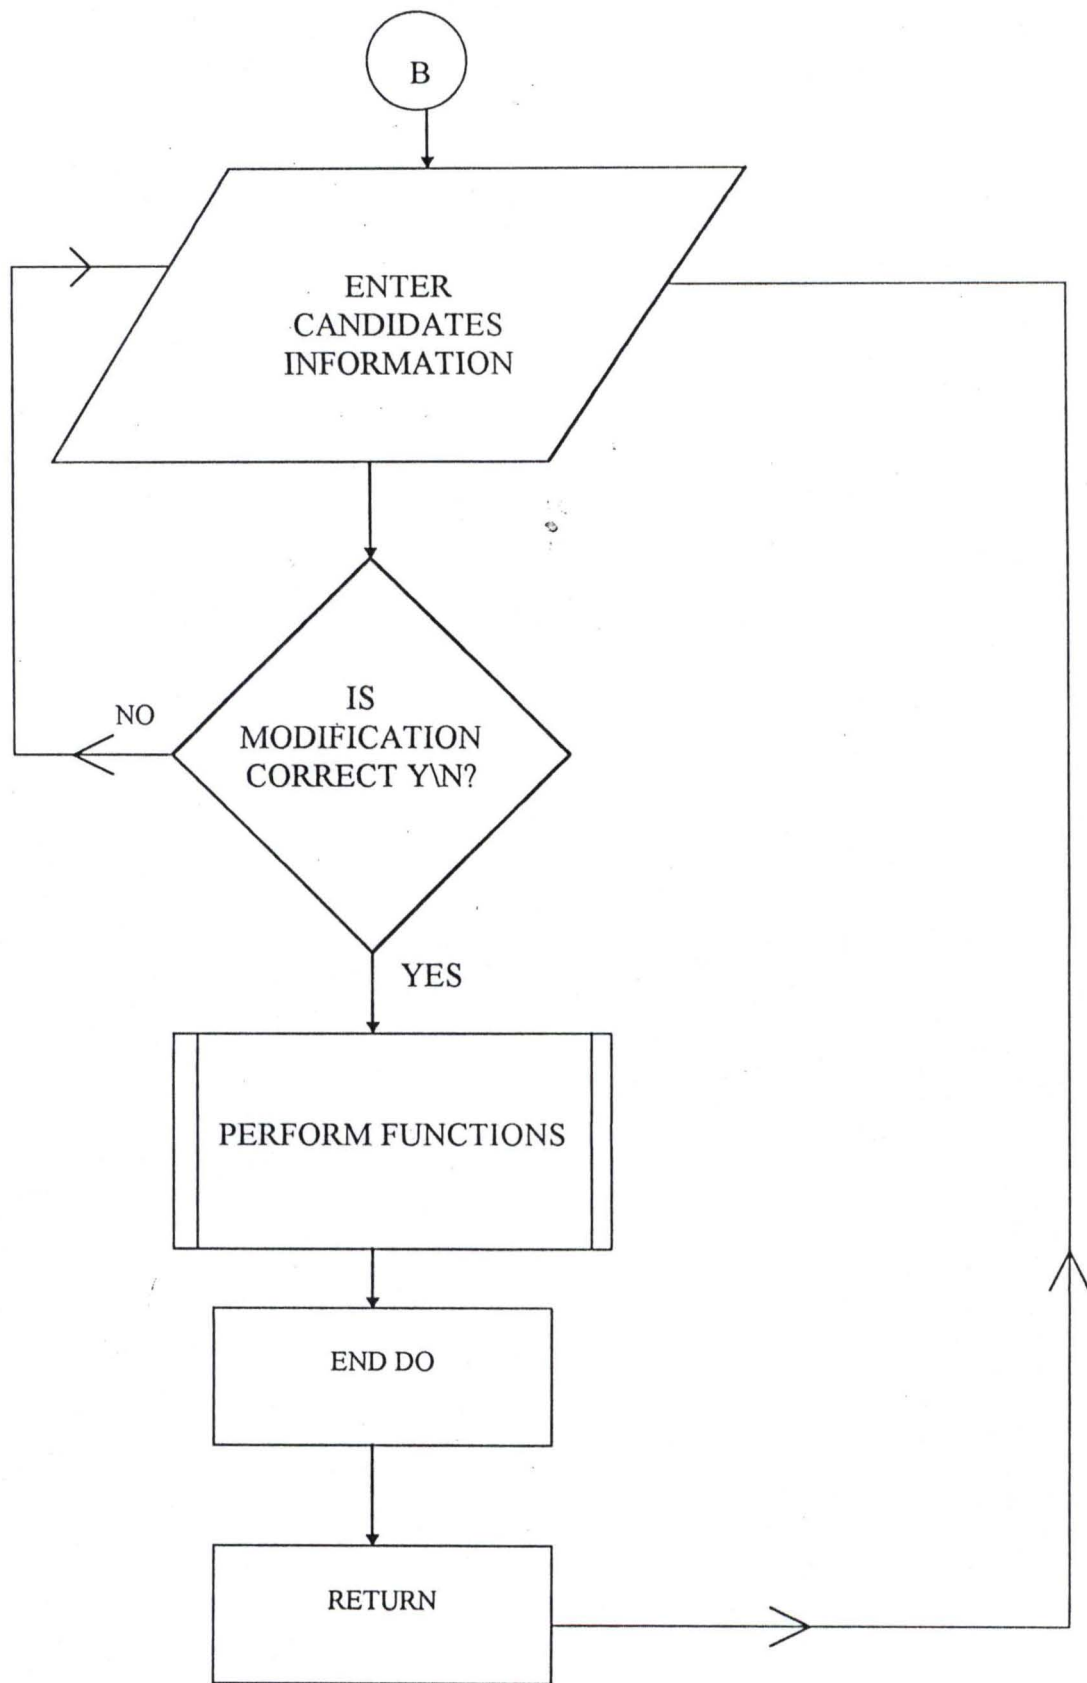 B
ENTER
CANDIDATES
INFORMATION
NO
IS
MODIFICATION
CORRECT Y\N?
YES
PERFORM FUNCTIONS
END DO
RETURN